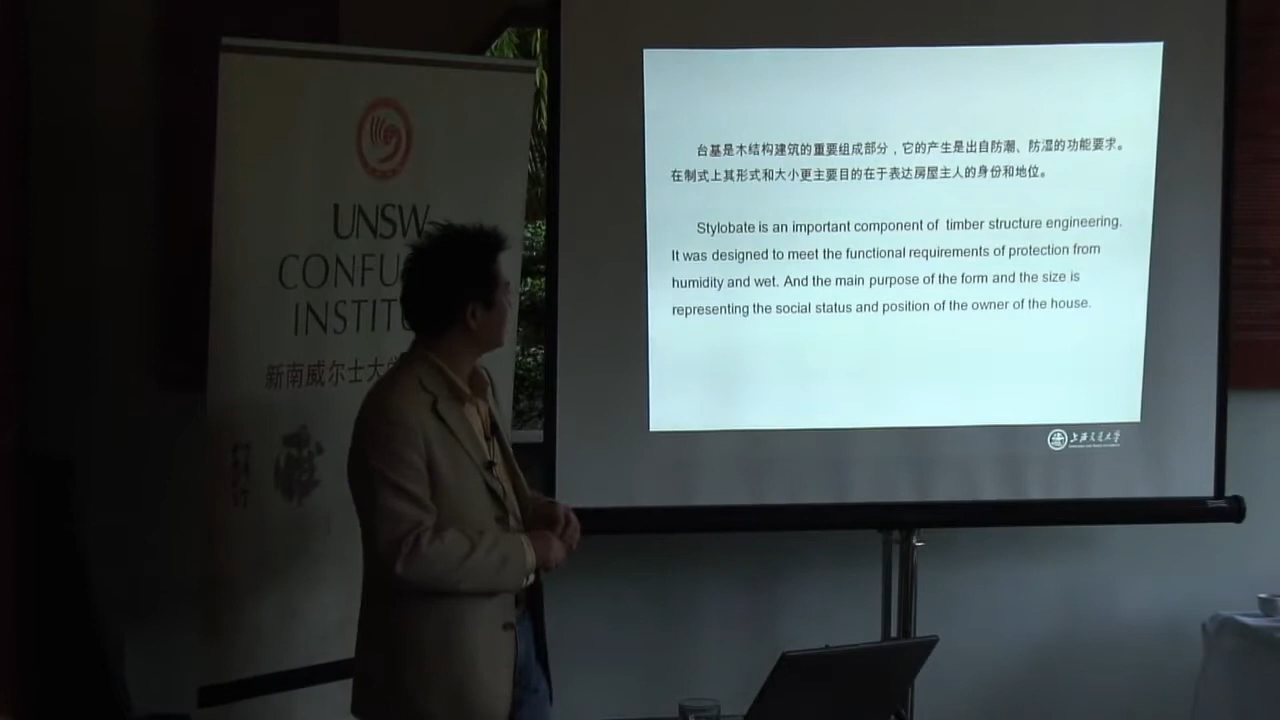 UNSW
CONFU
INSTITU
新南威尔士大
台基是木结构建筑的重要组成部分，它的产生是出自防潮、防湿的功能要求。
在制式上其形式和大小更主要目的在于表达房屋主人的身份和地位。
Stylobate is an important component of timber structure engineering.
It was designed to meet the functional requirements of protection from
humidity and wet. And the main purpose of the form and the size is
representing the social status and position of the owner of the house.
上海交通大学